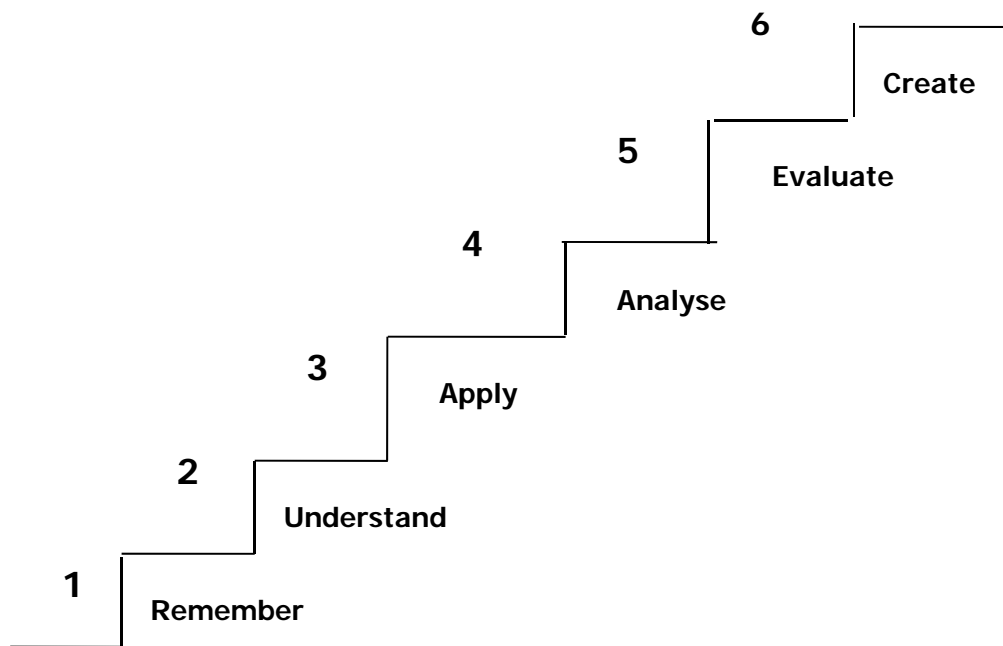 6
Create
5
Evaluate
4
Analyse
3
Apply
2
Understand
1
Remember